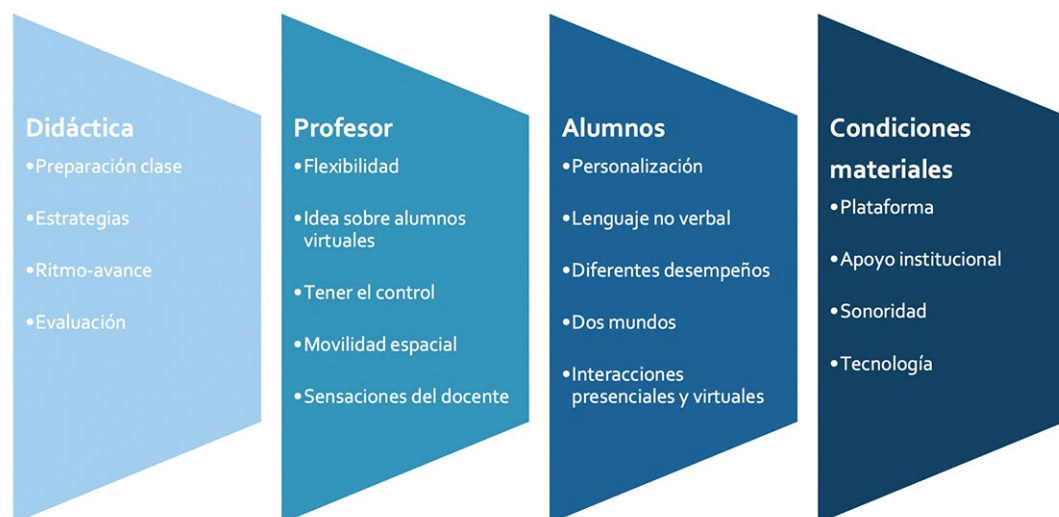 Didáctica
•Preparación clase
•Estrategias
•Ritmo-avance
•Evaluación
Profesor
•Flexibilidad
•Idea sobre alumnos
virtuales
•Tener el control
•Movilidad espacial
•Sensaciones del docente
Alumnos
•Personalización
•Lenguaje no verbal
•Diferentes desempeños
•Dos mundos
•Interacciones
presenciales y virtuales
Condiciones
materiales
•Plataforma
•Apoyo institucional
•Sonoridad
•Tecnología